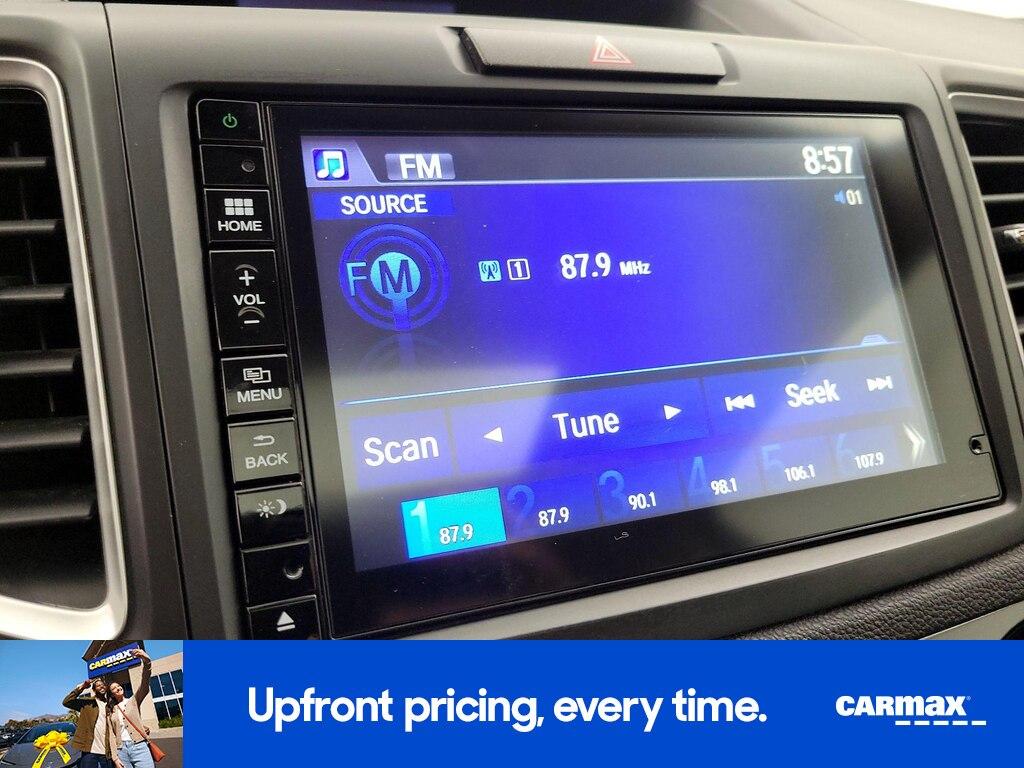 FM 8:57
SOURCE 01
HOME
FM
1 87.9 MHz
+
VOL
−
MENU
Scan Tune Seek
BACK
1 87.9 2 87.9 3 90.1 4 98.1 5 106.1 6 107.9
CARMAX
Upfront pricing, every time. CARMAX